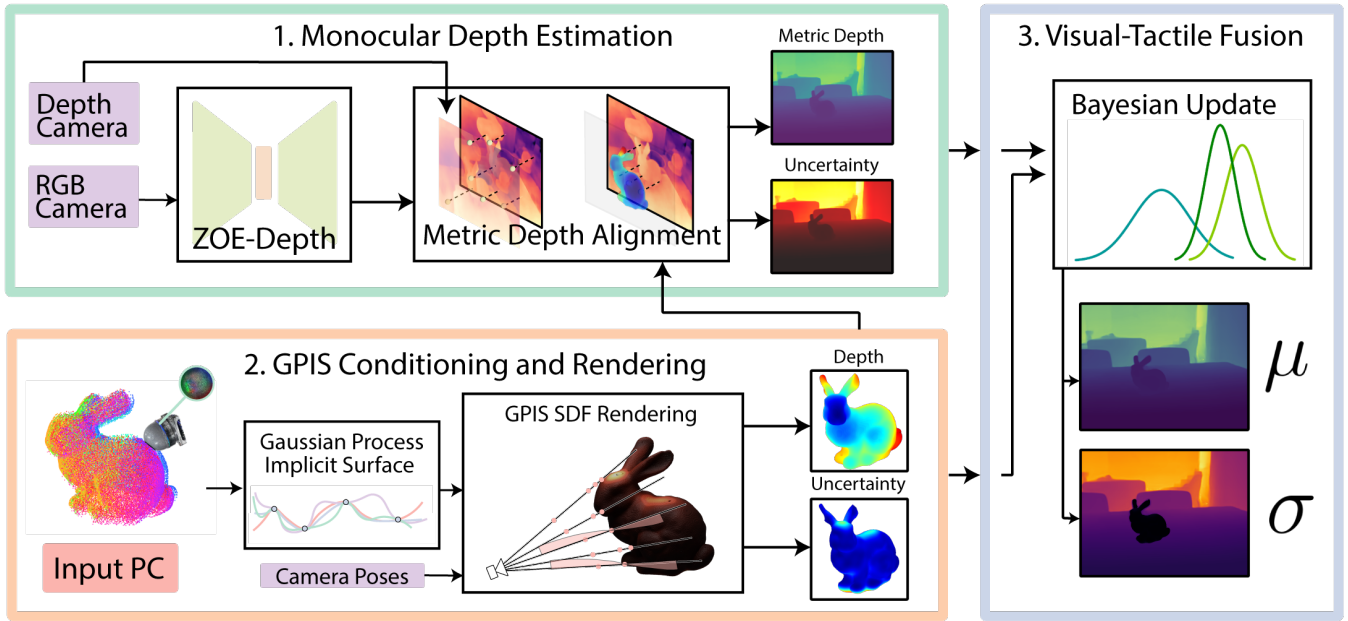 1. Monocular Depth Estimation
Depth
Camera
RGB
Camera
ZOE-Depth
Metric Depth Alignment
Metric Depth
Uncertainty
2. GPIS Conditioning and Rendering
Input PC
Gaussian Process
Implicit Surface
Camera Poses
GPIS SDF Rendering
Depth
Uncertainty
3. Visual-Tactile Fusion
Bayesian Update
μ
σ